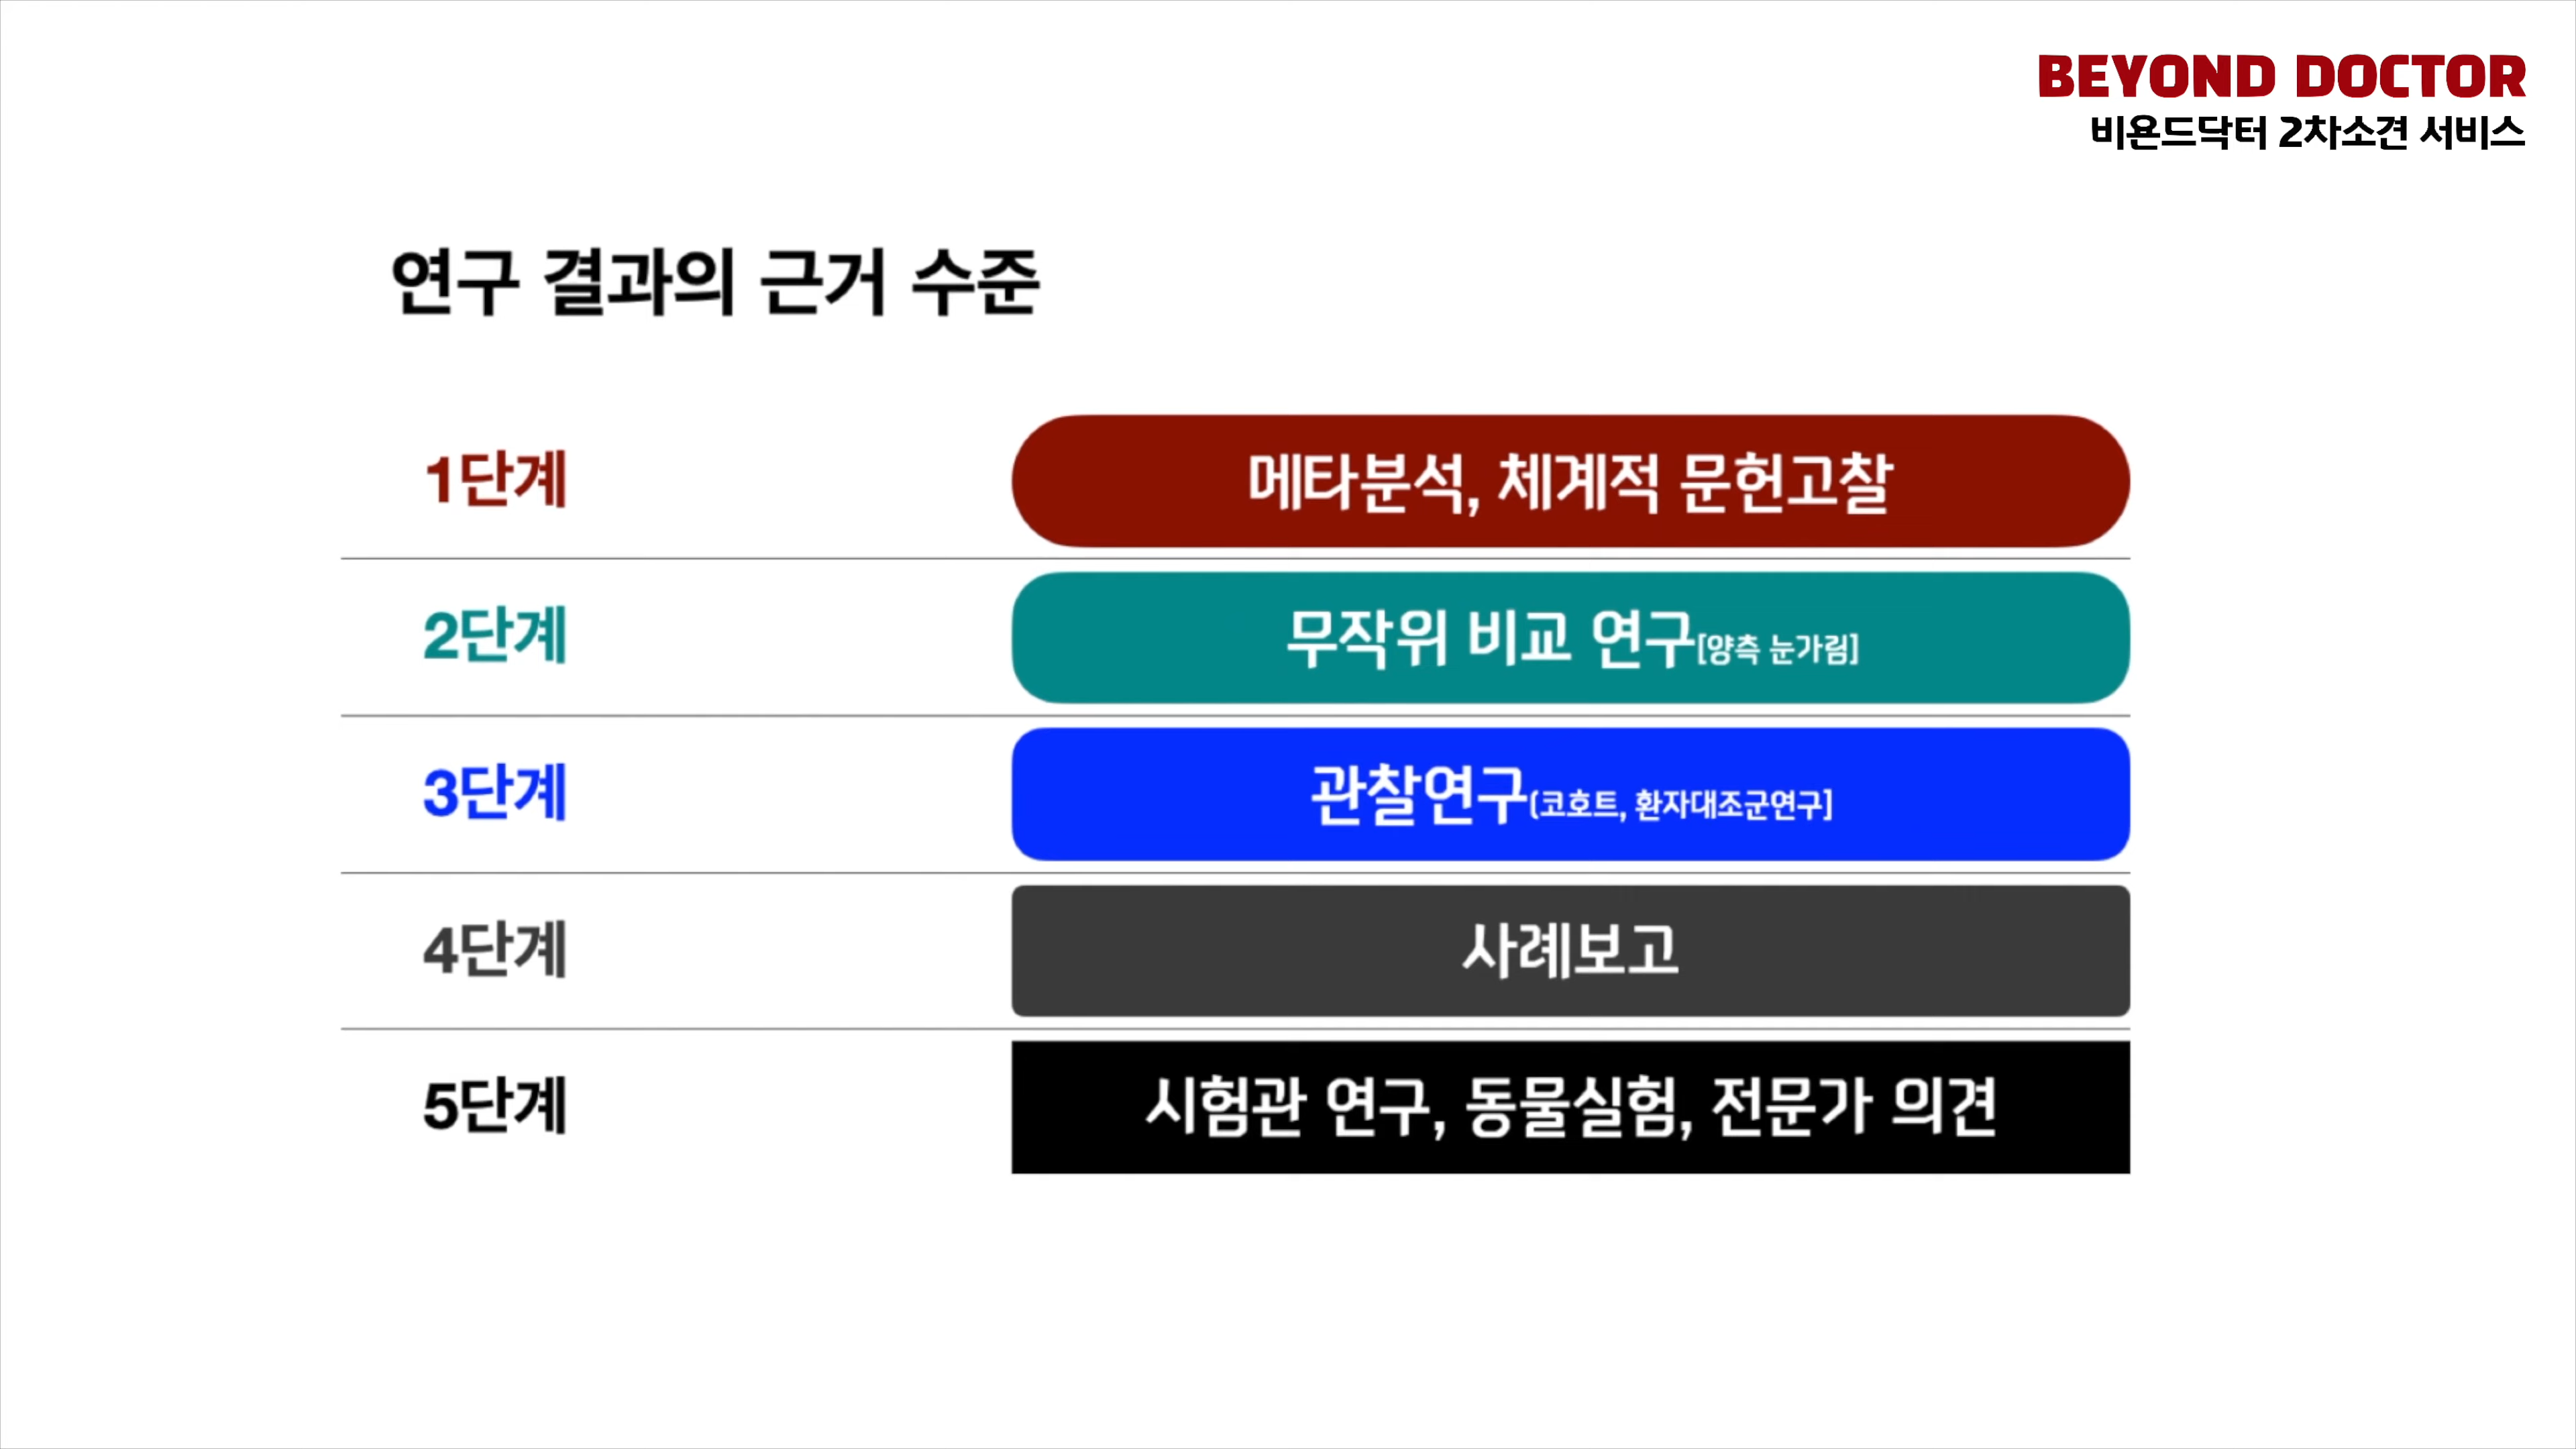 BEYOND DOCTOR
비욘드닥터 2차소견 서비스
연구 결과의 근거 수준
1단계 메타분석, 체계적 문헌고찰
2단계 무작위 비교 연구[양측 눈가림]
3단계 관찰연구(코호트, 환자대조군연구]
4단계 사례보고
5단계 시험관 연구, 동물실험, 전문가 의견